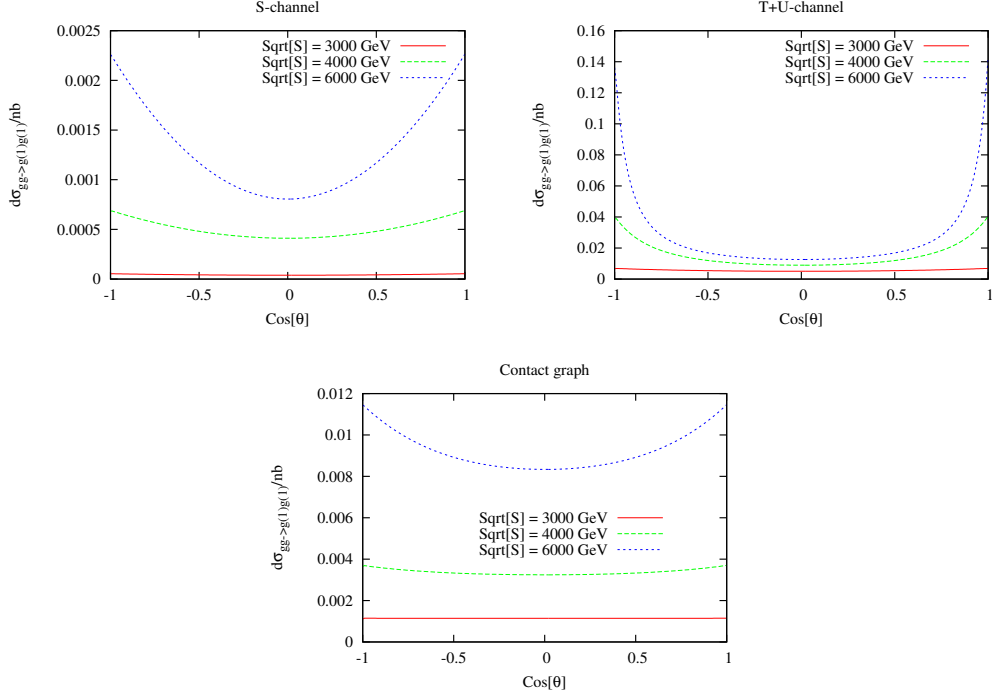 S-channel
dσgg->g(1)g(1)/nb
0.0025
0.002
0.0015
0.001
0.0005
0
Sqrt[S] = 3000 GeV
Sqrt[S] = 4000 GeV
Sqrt[S] = 6000 GeV
-1 -0.5 0 0.5 1
Cos[θ]
T+U-channel
dσgg->g(1)g(1)/nb
0.16
0.14
0.12
0.1
0.08
0.06
0.04
0.02
0
Sqrt[S] = 3000 GeV
Sqrt[S] = 4000 GeV
Sqrt[S] = 6000 GeV
-1 -0.5 0 0.5 1
Cos[θ]
Contact graph
dσgg->g(1)g(1)/nb
0.012
0.01
0.008
0.006
0.004
0.002
0
Sqrt[S] = 3000 GeV
Sqrt[S] = 4000 GeV
Sqrt[S] = 6000 GeV
-1 -0.5 0 0.5 1
Cos[θ]